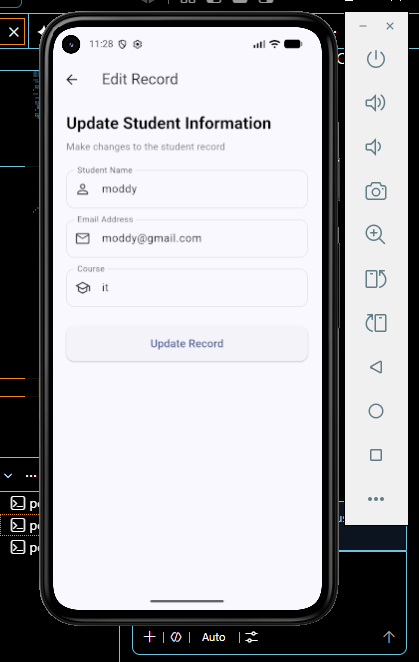 11:28
Edit Record
Update Student Information
Make changes to the student record
Student Name
moddy
Email Address
moddy@gmail.com
Course
it
Update Record
Auto